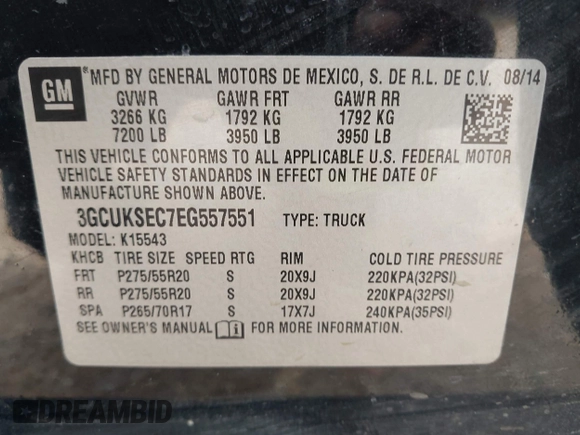 GM ® MFD BY GENERAL MOTORS DE MEXICO, S. DE R.L. DE C.V. 08/14
GVWR GAWR FRT GAWR RR
3266 KG 1792 KG 1792 KG
7200 LB 3950 LB 3950 LB
THIS VEHICLE CONFORMS TO ALL APPLICABLE U.S. FEDERAL MOTOR
VEHICLE SAFETY STANDARDS IN EFFECT ON THE DATE OF
MANUFACTURE SHOWN ABOVE.
3GCUKSEC7EG557551 TYPE: TRUCK
MODEL: K15543
KHCB TIRE SIZE SPEED RTG RIM COLD TIRE PRESSURE
FRT P275/55R20 S 20X9J 220KPA(32PSI)
RR P275/55R20 S 20X9J 220KPA(32PSI)
SPA P265/70R17 S 17X7J 240KPA(35PSI)
SEE OWNER'S MANUAL i FOR MORE INFORMATION.
DREAMBID